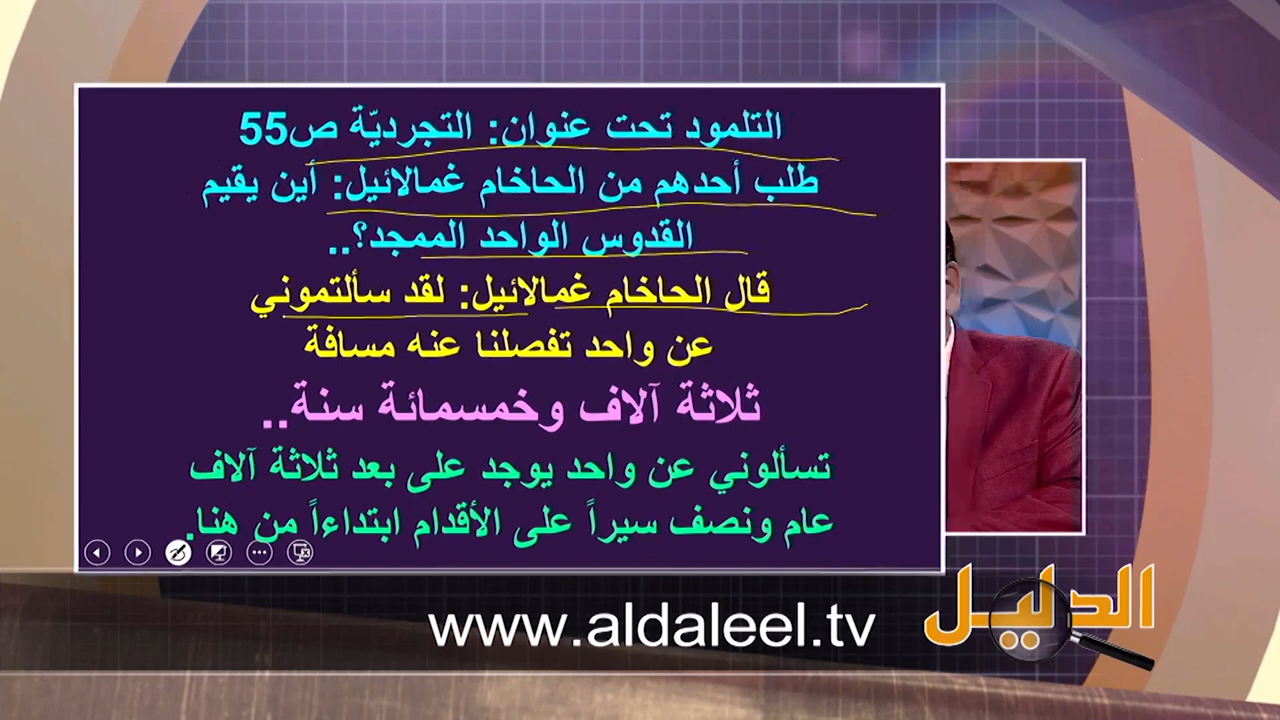 التلمود تحت عنوان: التجرديّة ص55
طلب أحدهم من الحاخام غمالائيل: أين يقيم
القدوس الواحد الممجد؟..
قال الحاخام غمالائيل: لقد سألتموني
عن واحد تفصلنا عنه مسافة
ثلاثة آلاف وخمسمائة سنة..
تسألوني عن واحد يوجد على بعد ثلاثة آلاف
عام ونصف سيراً على الأقدام ابتداءاً من هنا.
الدليل
www.aldaleel.tv